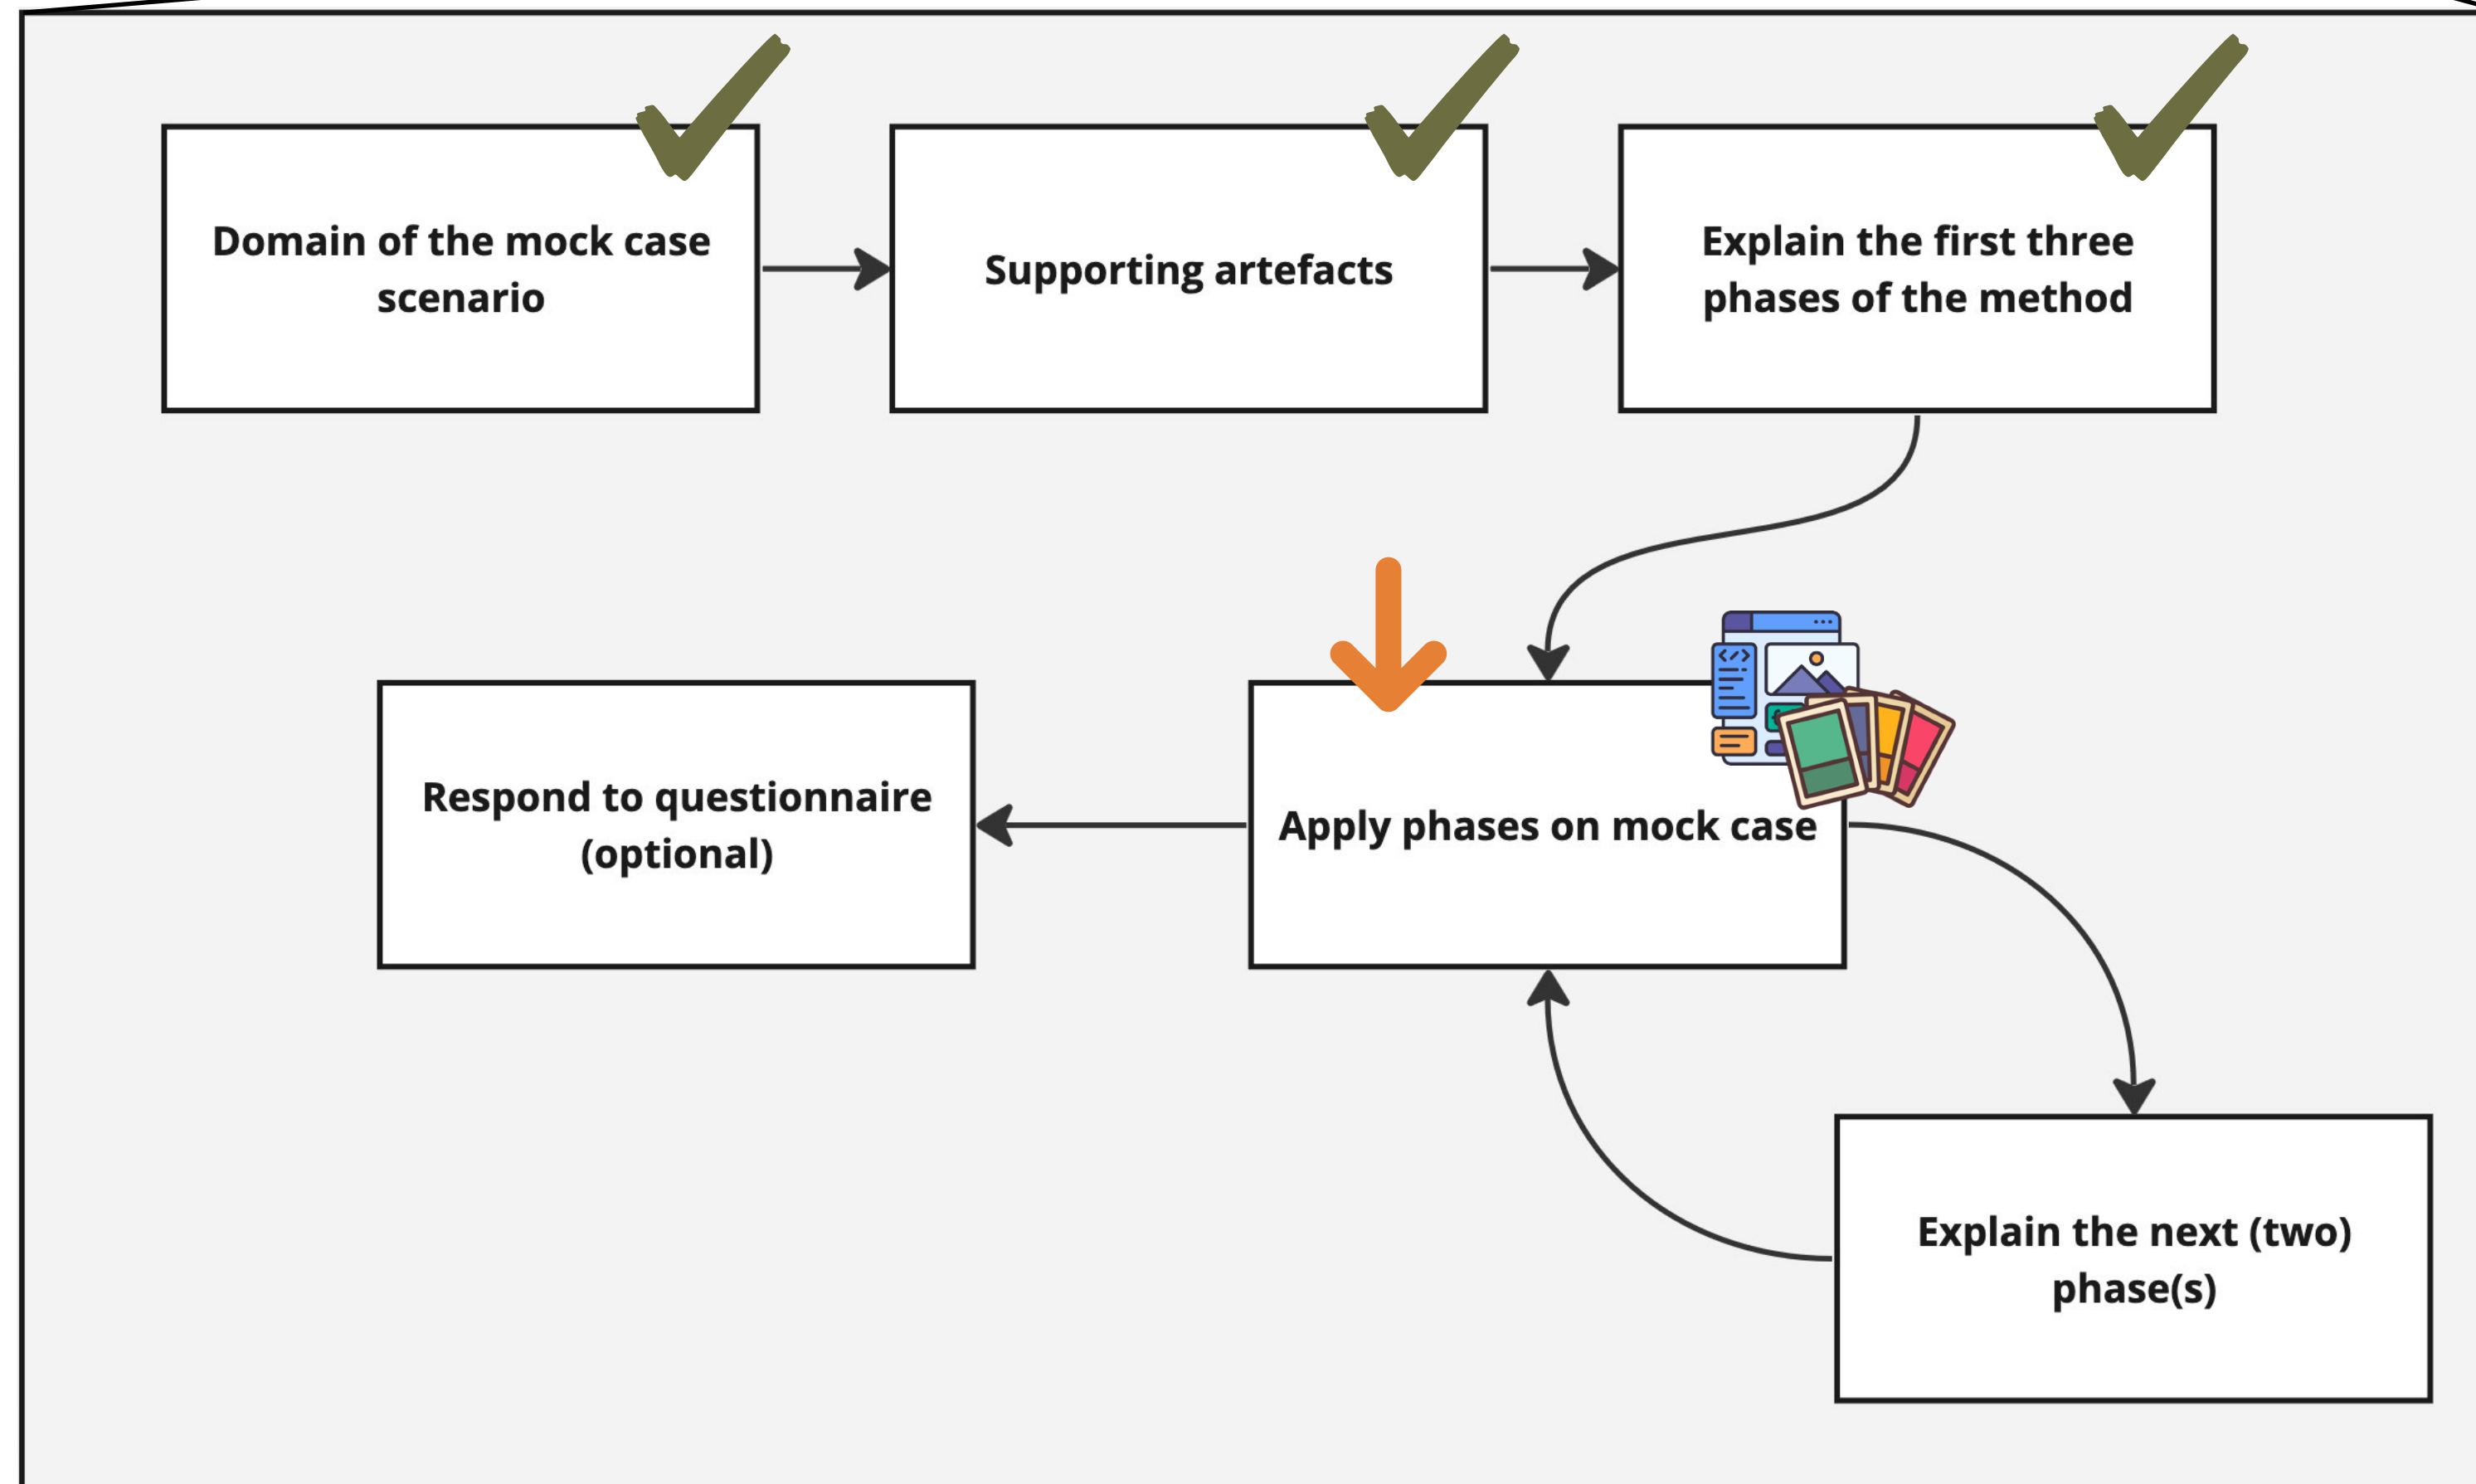 Domain of the mock case
scenario
Supporting artefacts
Explain the first three
phases of the method
Respond to questionnaire
(optional)
Apply phases on mock case
Explain the next (two)
phase(s)